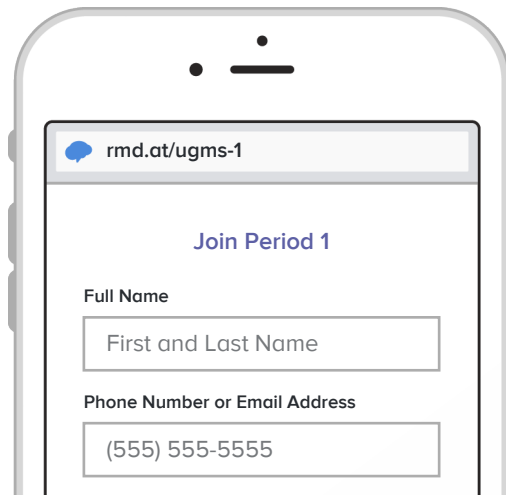 rmd.at/ugms-1
Join Period 1
Full Name
First and Last Name
Phone Number or Email Address
(555) 555-5555